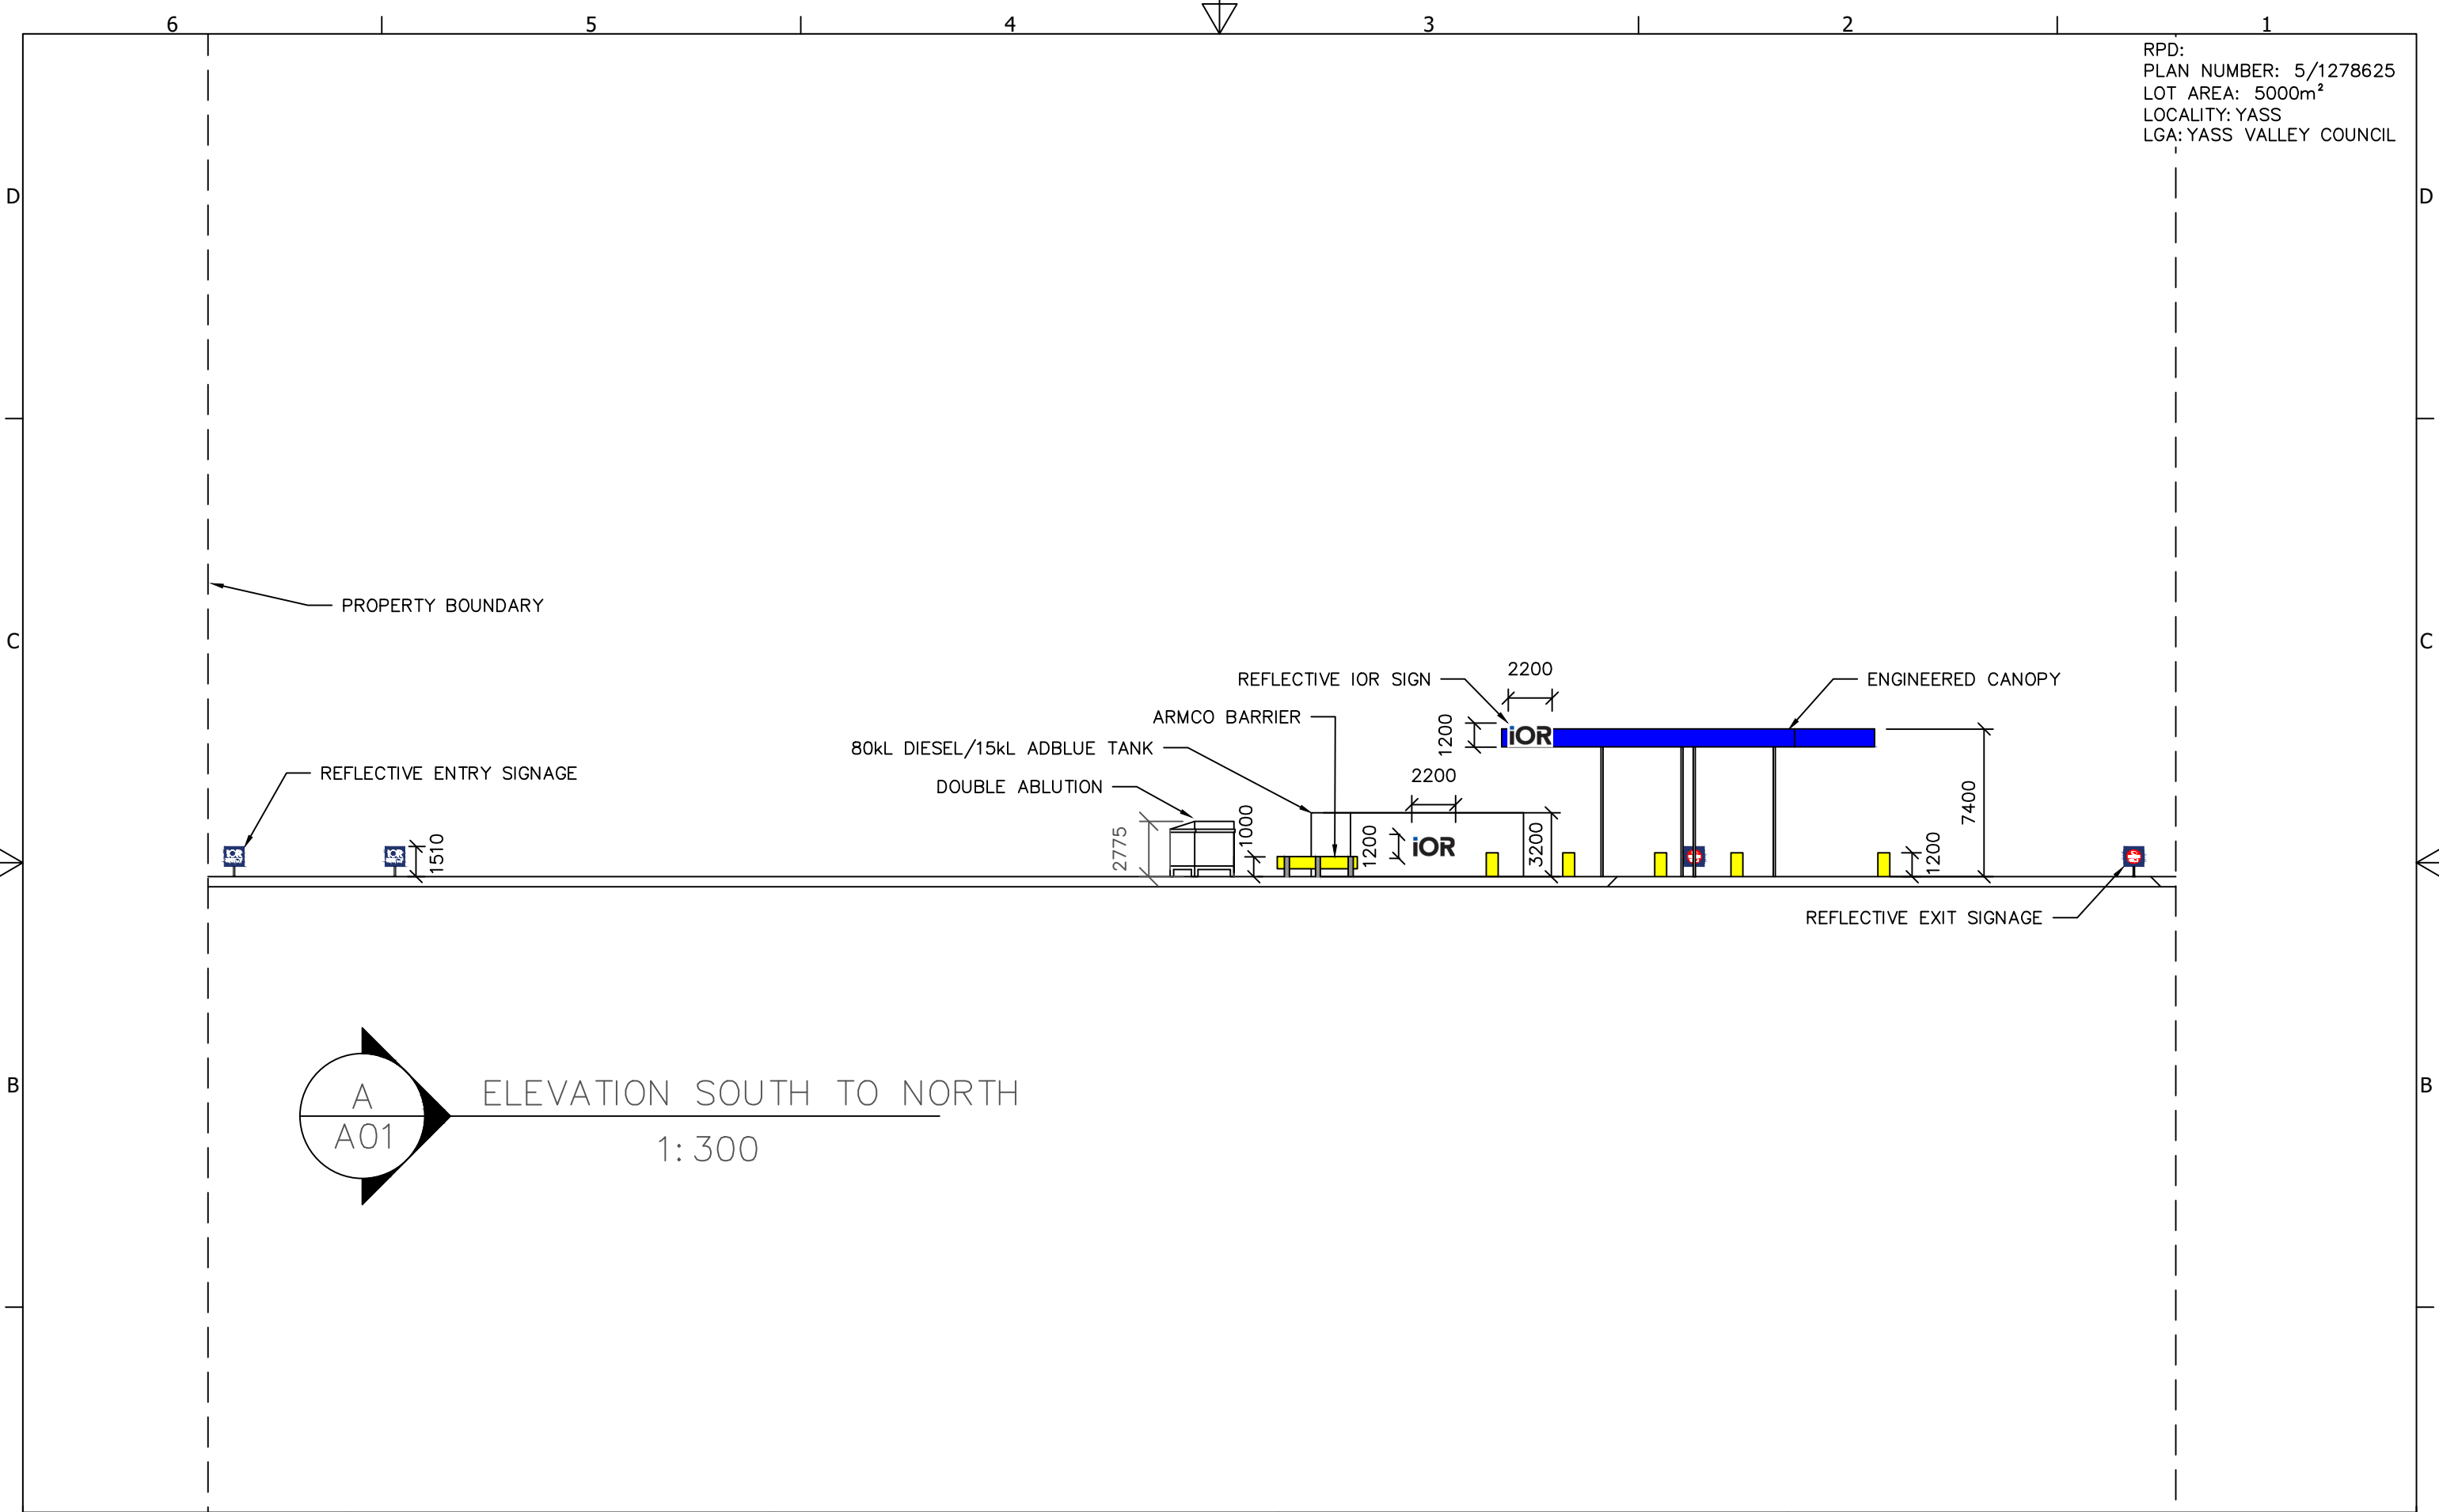 6 5 4 3 2 1
RPD:
PLAN NUMBER: 5/1278625
LOT AREA: 5000m²
LOCALITY: YASS
LGA: YASS VALLEY COUNCIL
D D
PROPERTY BOUNDARY
C C
2200
REFLECTIVE IOR SIGN
ENGINEERED CANOPY
ARMCO BARRIER
1200
iOR
80kL DIESEL/15kL ADBLUE TANK
REFLECTIVE ENTRY SIGNAGE
2200
DOUBLE ABLUTION
7400
1000
2775
1200
iOR
3200
IOR
IOR
1510
1200
REFLECTIVE EXIT SIGNAGE
B B
A
A01
ELEVATION SOUTH TO NORTH
1:300